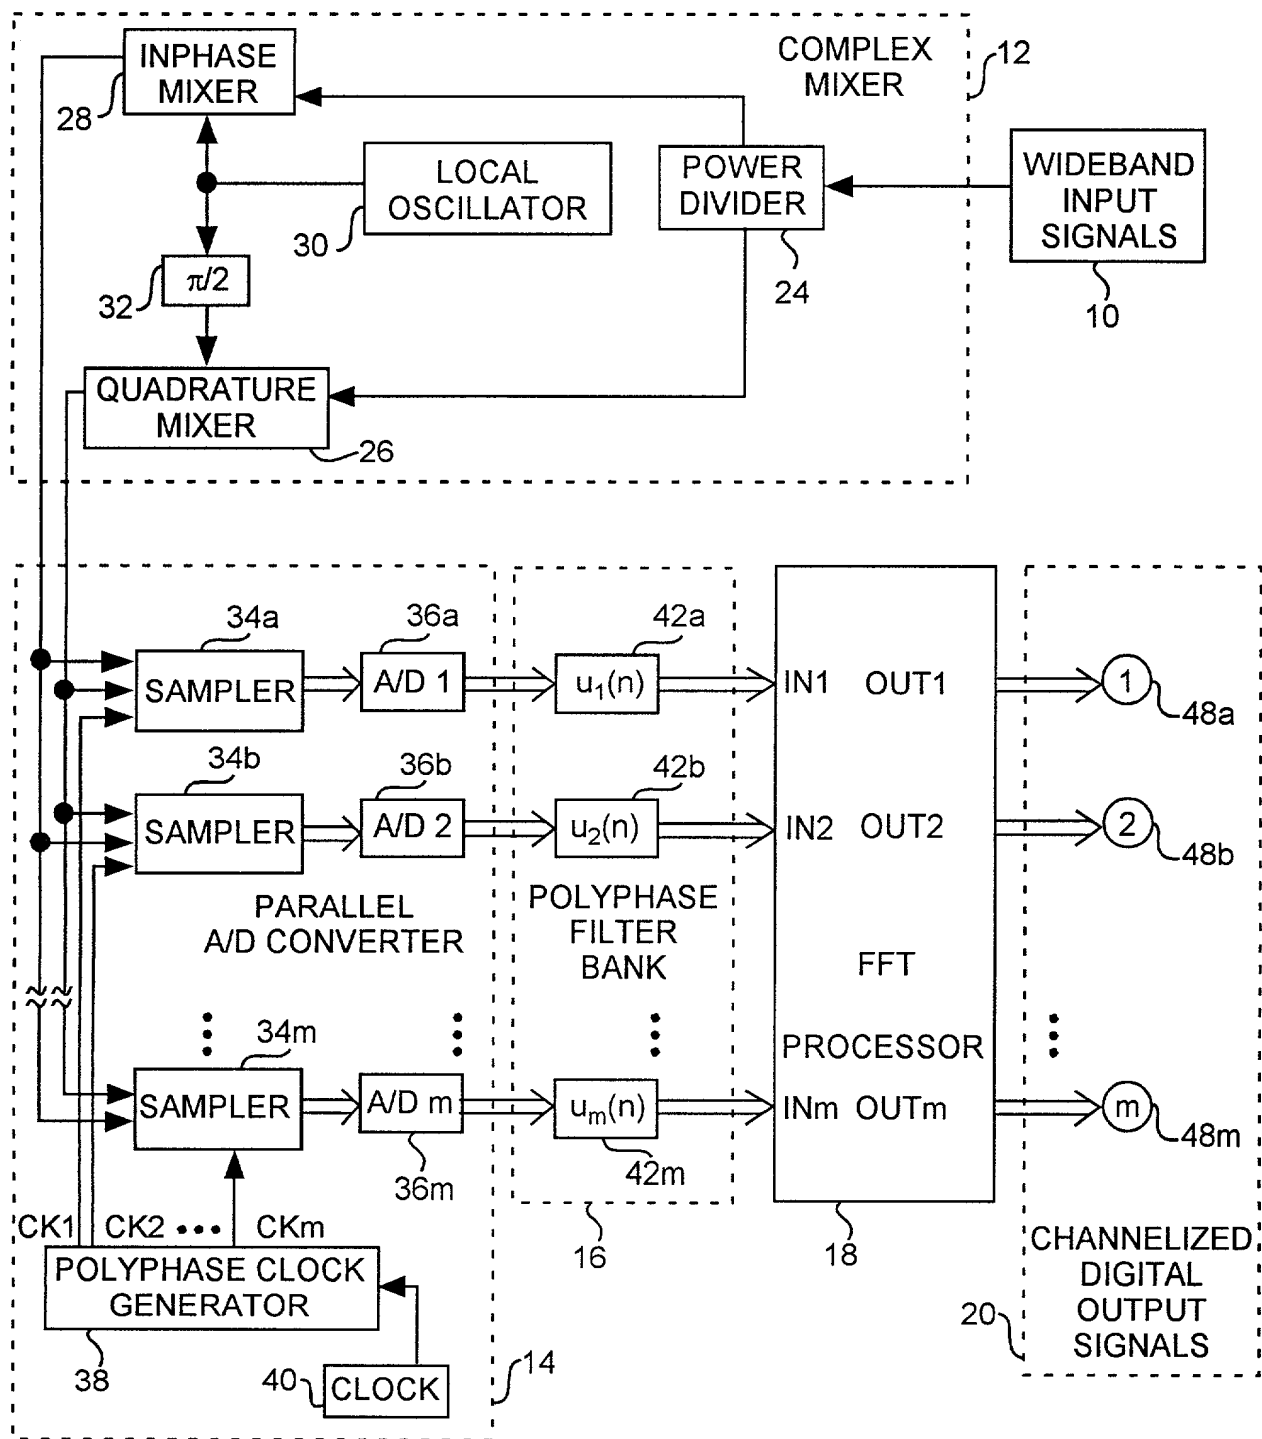 INPHASE
MIXER
28
COMPLEX
MIXER
12
LOCAL
OSCILLATOR
30
POWER
DIVIDER
24
WIDEBAND
INPUT
SIGNALS
10
π/2
32
QUADRATURE
MIXER
26
34a
SAMPLER
36a
A/D 1
42a
u1(n)
IN1 OUT1
1
48a
34b
SAMPLER
36b
A/D 2
42b
u2(n)
IN2 OUT2
2
48b
PARALLEL
A/D CONVERTER
POLYPHASE
FILTER
BANK
FFT
PROCESSOR
34m
SAMPLER
A/D m
36m
um(n)
42m
INm OUTm
m
48m
CK1 CK2 ••• CKm
POLYPHASE CLOCK
GENERATOR
38
40
CLOCK
14
16
18
20
CHANNELIZED
DIGITAL
OUTPUT
SIGNALS